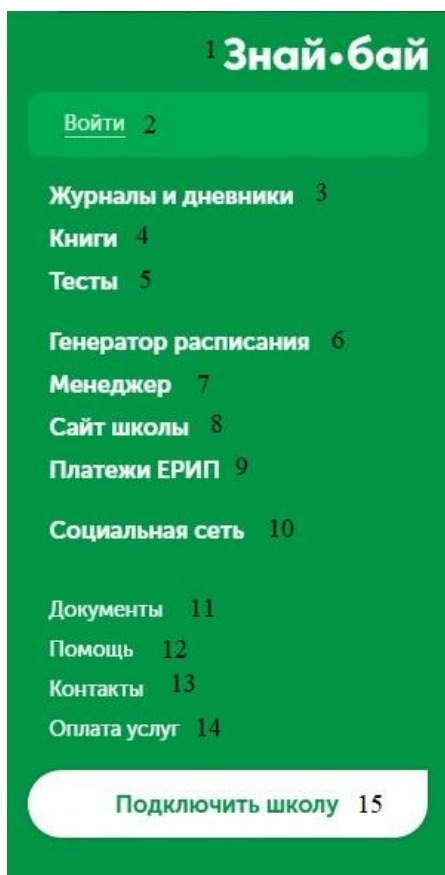 1 Знай•бай
Войти 2
Журналы и дневники 3
Книги 4
Тесты 5
Генератор расписания 6
Менеджер 7
Сайт школы 8
Платежи ЕРИП 9
Социальная сеть 10
Документы 11
Помощь 12
Контакты 13
Оплата услуг 14
Подключить школу 15